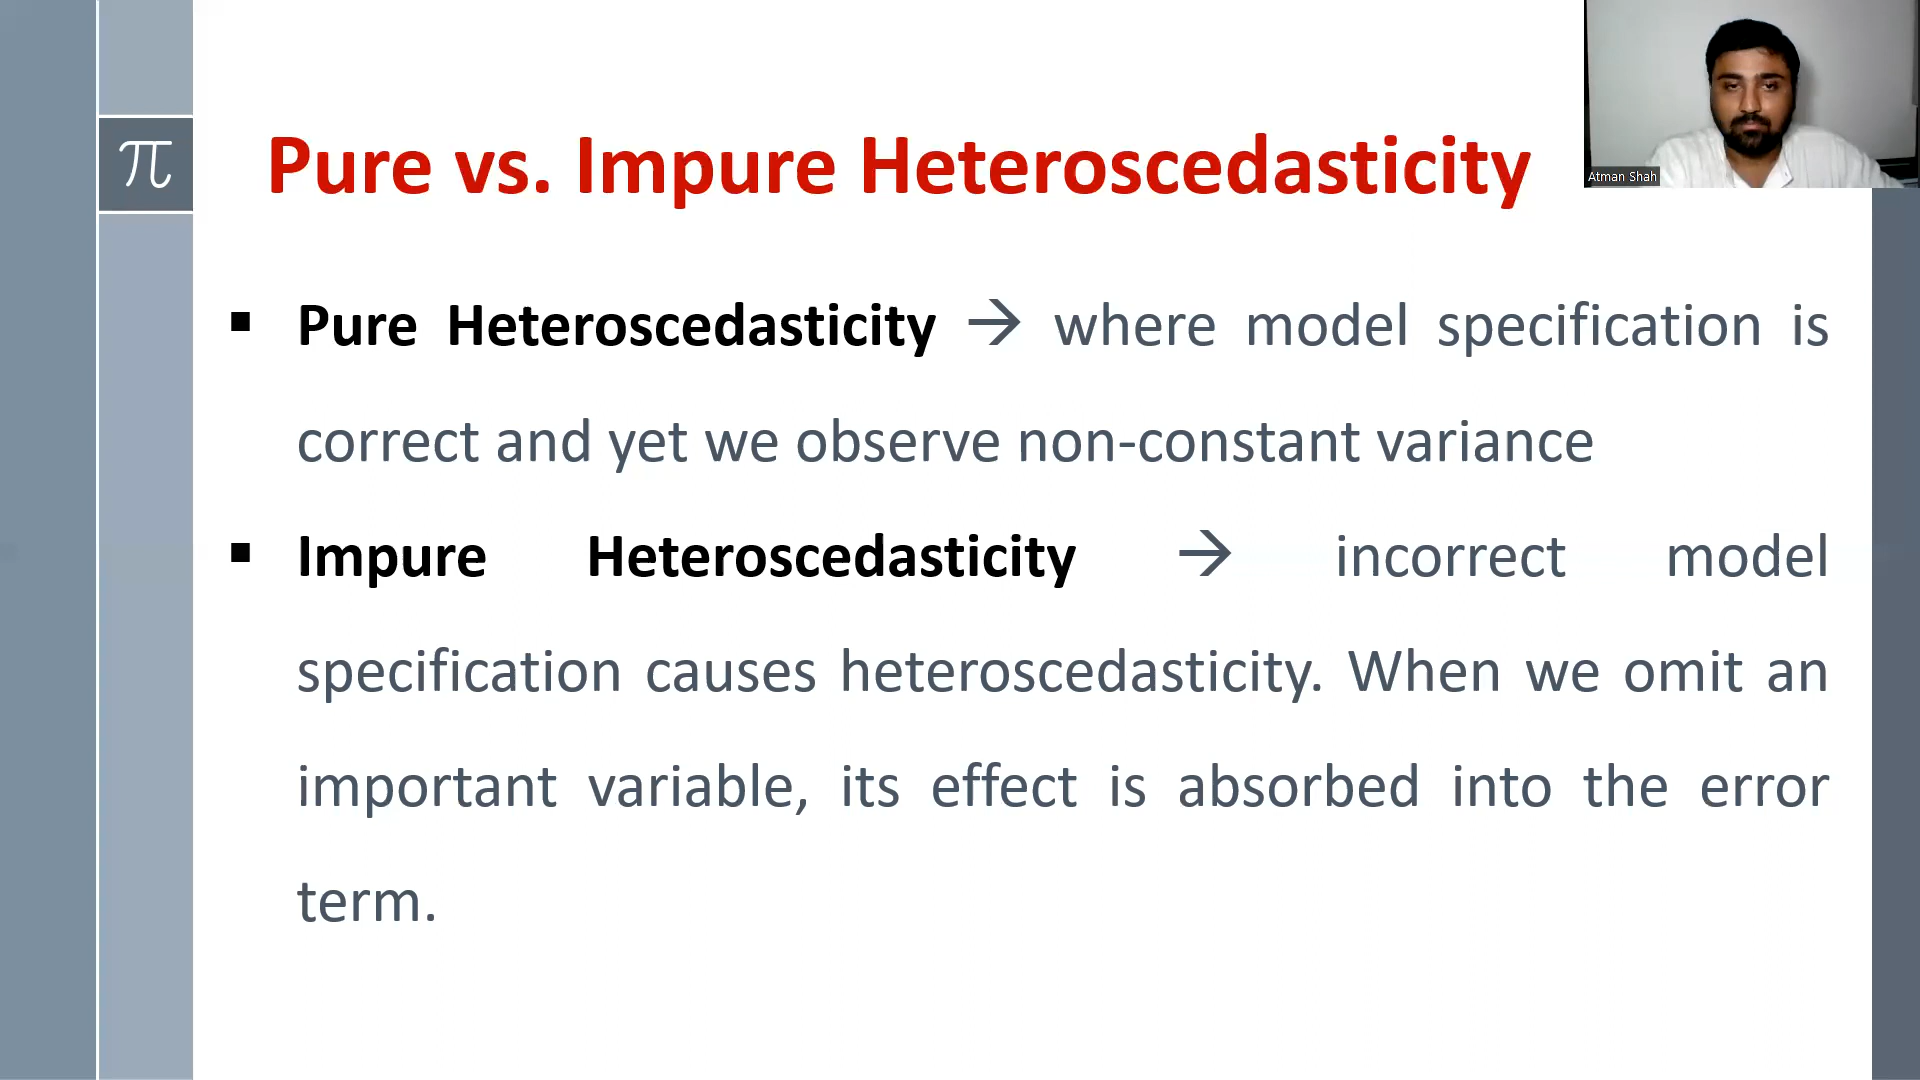 π
Pure vs. Impure Heteroscedasticity
Atman Shah
▪ Pure Heteroscedasticity → where model specification is
correct and yet we observe non-constant variance
▪ Impure Heteroscedasticity → incorrect model
specification causes heteroscedasticity. When we omit an
important variable, its effect is absorbed into the error
term.